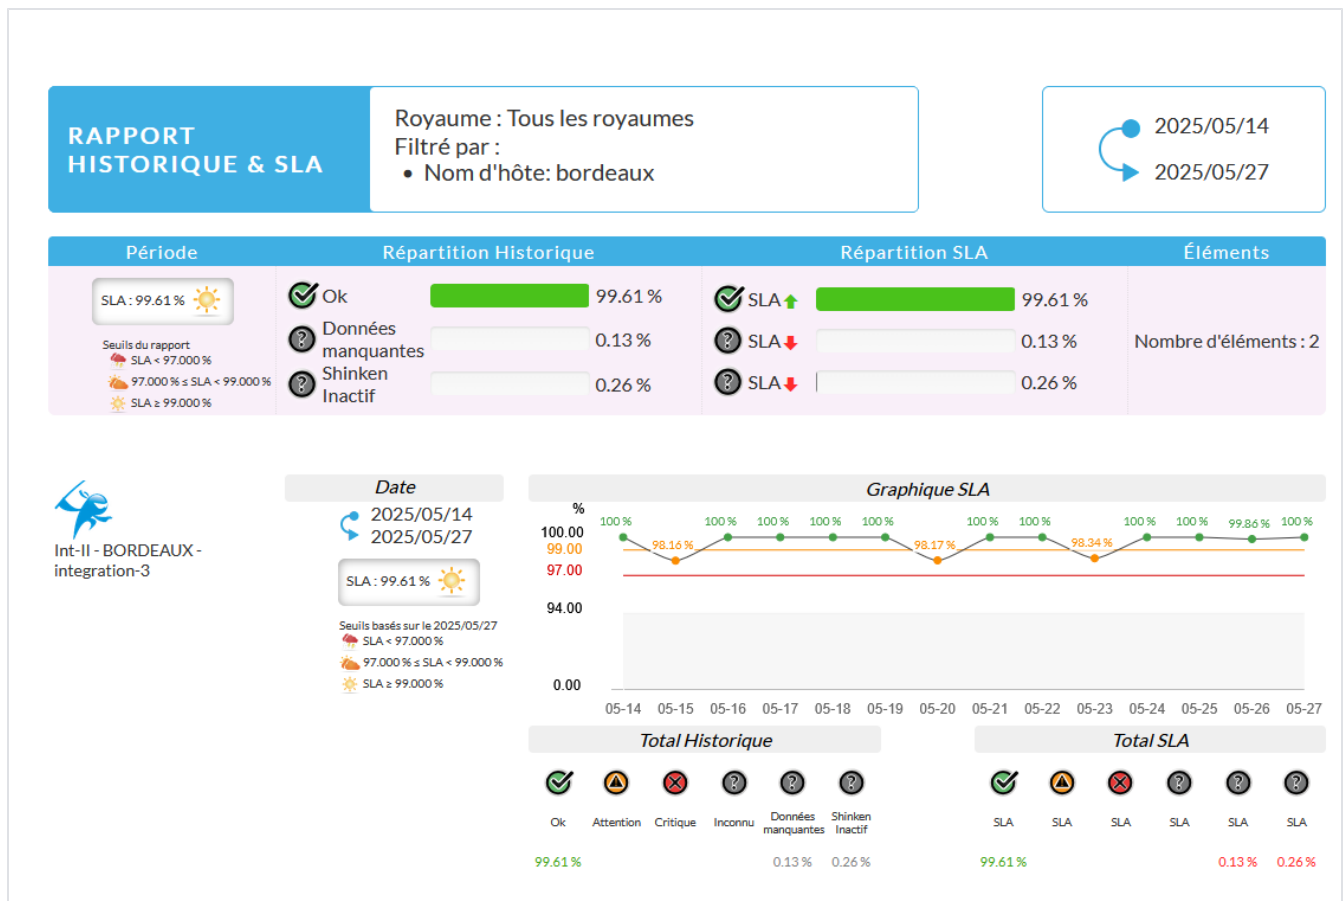 RAPPORT
HISTORIQUE & SLA
Royaume : Tous les royaumes
Filtré par :
• Nom d'hôte: bordeaux
2025/05/14
2025/05/27
Période
Répartition Historique
Répartition SLA
Éléments
SLA : 99.61 %
Seuils du rapport
SLA < 97.000 %
97.000 % ≤ SLA < 99.000 %
SLA ≥ 99.000 %
Ok
99.61 %
Données
manquantes
0.13 %
Shinken
Inactif
0.26 %
SLA
99.61 %
SLA
0.13 %
SLA
0.26 %
Nombre d'éléments : 2
Int-II - BORDEAUX -
integration-3
Date
2025/05/14
2025/05/27
SLA : 99.61 %
Seuils basés sur le 2025/05/27
SLA < 97.000 %
97.000 % ≤ SLA < 99.000 %
SLA ≥ 99.000 %
Graphique SLA
%
100.00
99.00
97.00
94.00
0.00
100 % 98.16 % 100 % 100 % 100 % 100 % 98.17 % 100 % 100 % 98.34 % 100 % 100 % 99.86 % 100 %
05-14 05-15 05-16 05-17 05-18 05-19 05-20 05-21 05-22 05-23 05-24 05-25 05-26 05-27
Total Historique
Ok Attention Critique Inconnu Données manquantes Shinken Inactif
99.61 % 0.13 % 0.26 %
Total SLA
SLA SLA SLA SLA SLA SLA
99.61 % 0.13 % 0.26 %